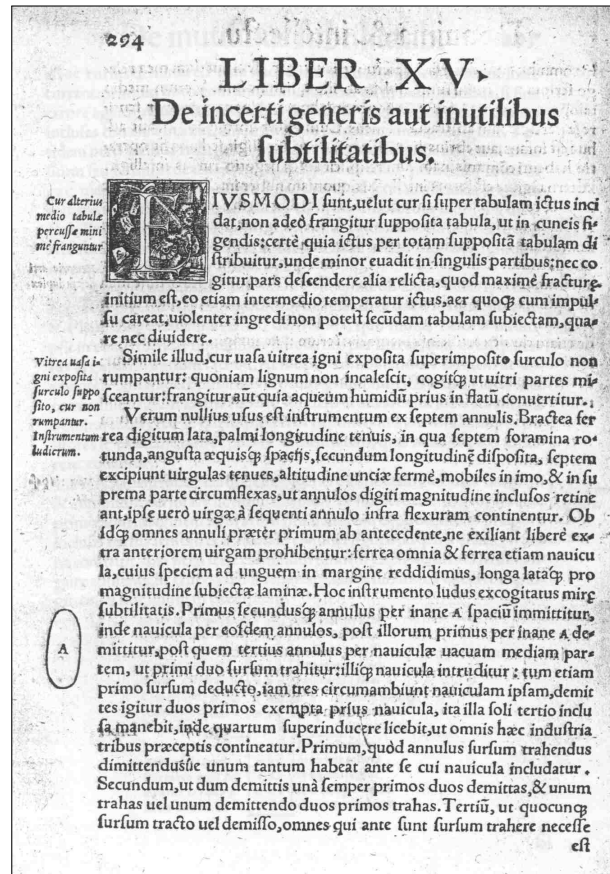 294
LIBER XV.
De incerti generis aut inutilibus
subtilitatibus.
Cur alterius
medio tabulæ
percussæ mini
mè franguntur
EIVSMODI sunt, uelut cur si super tabulam ictus inci
dat, non adeò frangitur supposita tabula, ut in cuneis fi-
gendis: certè, quia ictus per totam suppositā tabulam di
stribuitur, unde minor euadit in singulis partibus: nec co
gitur pars descendere alia relicta, quod maximè fracturę
initium est, eo etiam intermedio temperatur ictus, aer quoq; cum impul
su careat, uiolenter ingredi non potest secūdam tabulam subiectam, qua-
re nec diuidere.
Vitrea uasa i-
gni exposita
surculo suppo
sito, cur non
rumpantur.
Simile illud, cur uasa uitrea igni exposita superimposito surculo non
rumpantur: quoniam lignum non incalescit, cogitq; ut uitri partes mi-
sceantur: frangitur aūt quia aqueum humidū prius in flatū conuertitur.
Instrumentum
ludicrum.
Verum nullius usus est instrumentum ex septem annulis. Bractea fer
rea digitum lata, palmi longitudine tenuis, in qua septem foramina ro-
tunda, angusta æquisq; spacijs, secundum longitudinē disposita, septem
excipiunt uirgulas tenues, altitudine unciæ fermè, mobiles in imo, & in su
prema parte circumflexas, ut annulos digiti magnitudine inclusos retine
ant, ipsę uerò uirgæ à sequenti annulo infra flexuram continentur. Ob
idq; omnes annuli præter primum ab antecedente, ne exiliant liberè ex-
tra anteriorem uirgam prohibentur: ferrea omnia & ferrea etiam nauicu
la, cuius speciem ad unguem in margine reddidimus, longa lataq; pro
magnitudine subiectæ laminæ. Hoc instrumento ludus excogitatus mirę
subtilitatis. Primus secundusq; annulus per inane A spaciū immittitur,
inde nauicula per eosdem annulos, post illorum primus per inane A de-
A
mittitur, post quem tertius annulus per nauiculæ uacuam mediam par-
tem, ut primi duo sursum trahitur: illiq; nauicula intruditur: tum etiam
primo sursum deducto, iam tres circumambiunt nauiculam ipsam, demit
tes igitur duos primos exempta prius nauicula, ita illa soli tertio inclu
sa manebit, inde quartum superinducere licebit, ut omnis hæc industria
tribus præceptis contineatur. Primum, quòd annulus sursum trahendus
dimittendusúe unum tantum habeat ante se cui nauicula includatur.
Secundum, ut dum demittis unà semper primos duos demittas, & unum
trahas uel unum demittendo duos primos trahas. Tertiū, ut quocunq;
sursum tracto uel demisso, omnes qui ante sunt sursum trahere necesse
est